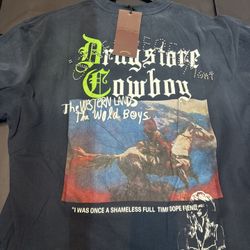 Drugstore
Cowboy
The WESTERN LANDS
The Wild Boys
"I WAS ONCE A SHAMELESS FULL TIME DOPE FIEND